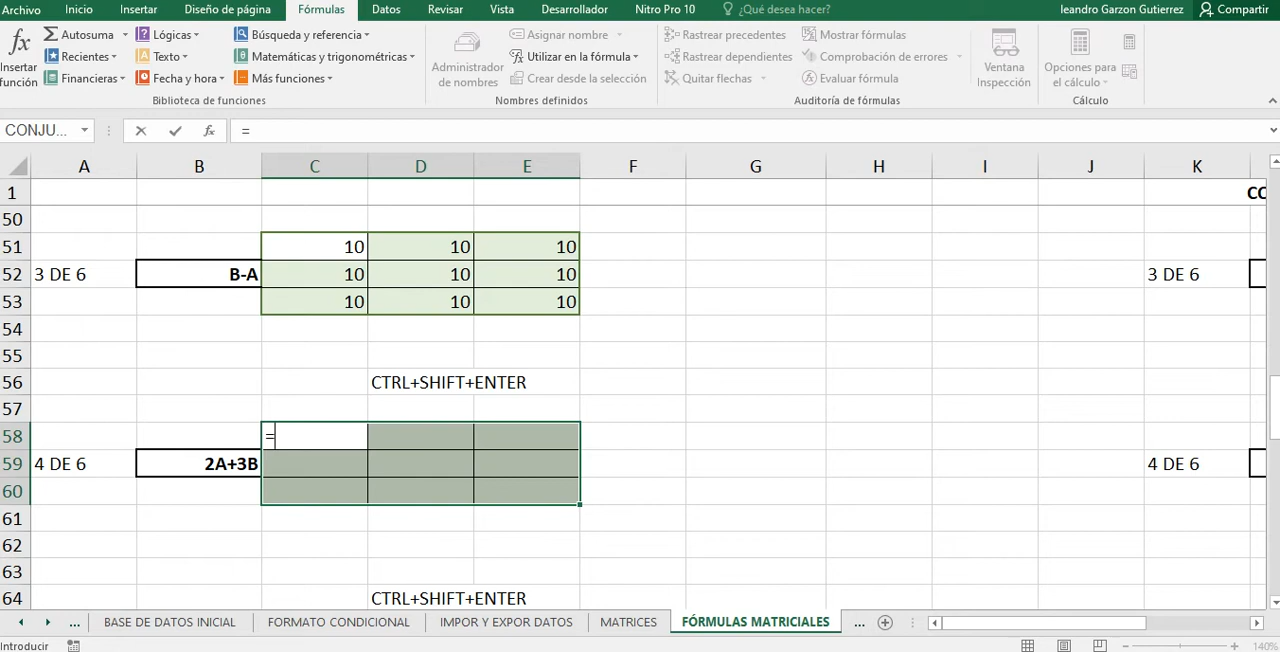 Archivo Inicio Insertar Diseño de página Fórmulas Datos Revisar Vista Desarrollador Nitro Pro 10 ¿Qué desea hacer? leandro Garzon Gutierrez Compartir
fx Insertar función Autosuma Recientes Financieras Lógicas Texto Fecha y hora Búsqueda y referencia Matemáticas y trigonométricas Más funciones
Biblioteca de funciones
Administrador de nombres Asignar nombre Utilizar en la fórmula Crear desde la selección
Nombres definidos
Rastrear precedentes Rastrear dependientes Quitar flechas Mostrar fórmulas Comprobación de errores Evaluar fórmula
Auditoría de fórmulas
Ventana Inspección
Opciones para el cálculo
Cálculo
CONJU... fx =
A B C D E F G H I J K
1 CC
50
51 10 10 10
52 3 DE 6 B-A 10 10 10 3 DE 6
53 10 10 10
54
55
56 CTRL+SHIFT+ENTER
57
58 =
59 4 DE 6 2A+3B 4 DE 6
60
61
62
63
64 CTRL+SHIFT+ENTER
... BASE DE DATOS INICIAL FORMATO CONDICIONAL IMPOR Y EXPOR DATOS MATRICES FÓRMULAS MATRICIALES ...
Introducir 140%